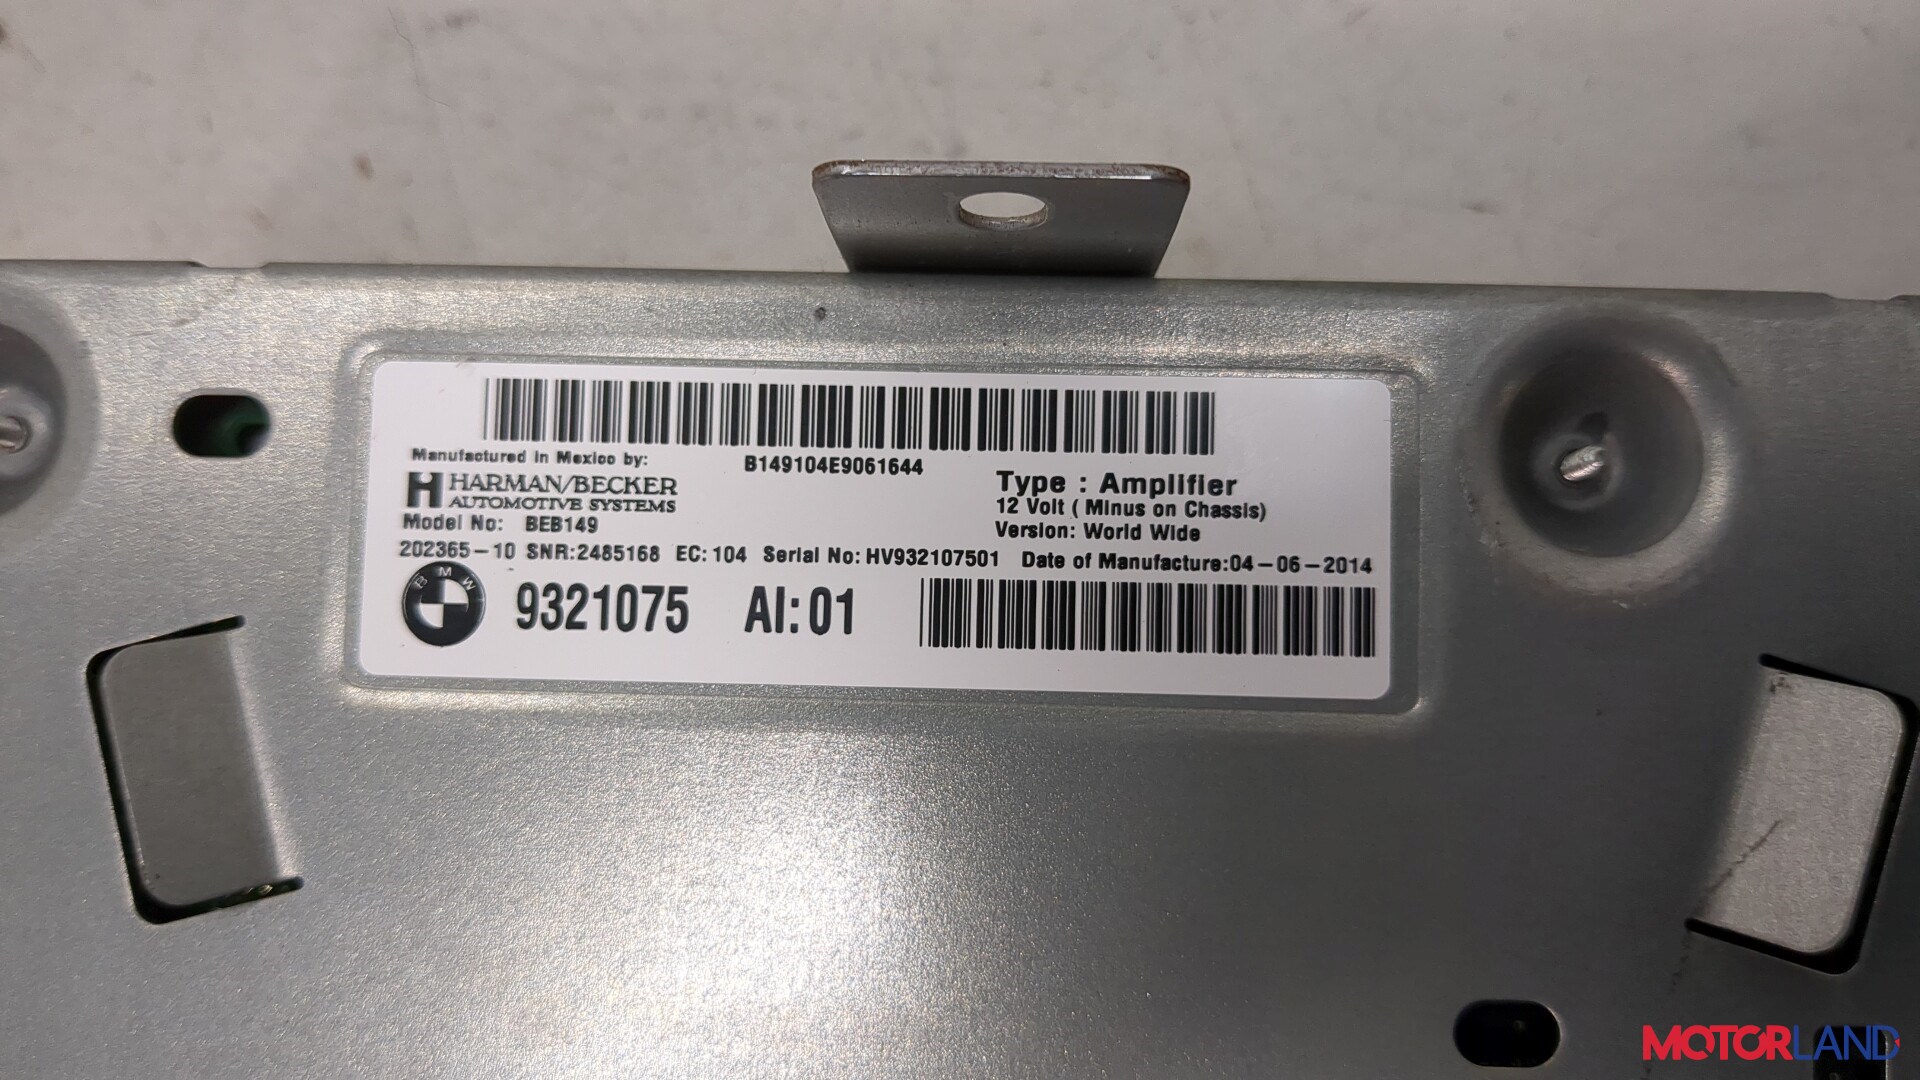 Manufactured in Mexico by:
B149104E9061644
H HARMAN/BECKER
AUTOMOTIVE SYSTEMS
Type : Amplifier
12 Volt ( Minus on Chassis)
Model No: BEB149
Version: World Wide
202365-10 SNR:2485168 EC: 104 Serial No: HV932107501 Date of Manufacture:04-06-2014
BMW 9321075 AI: 01
MOTORLAND